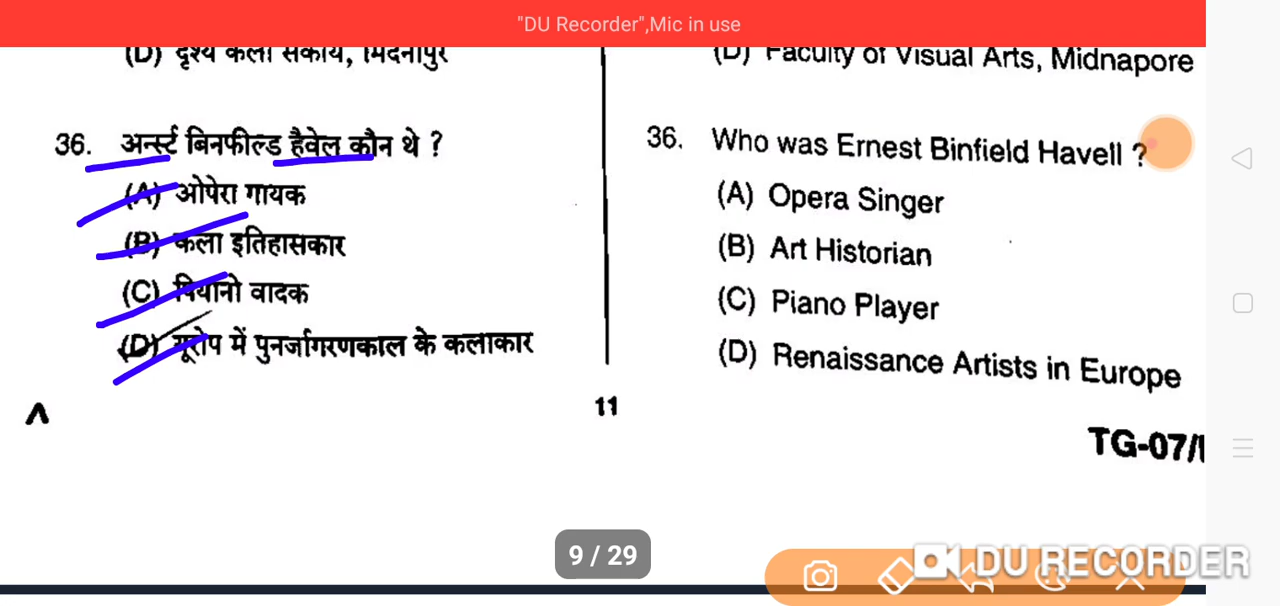 "DU Recorder",Mic in use
(D) दृश्य कला संकाय, मिदनापुर
36. अर्न्स्ट बिनफील्ड हैवेल कौन थे ?
(A) ओपेरा गायक
(B) कला इतिहासकार
(C) पियानो वादक
(D) यूरोप में पुनर्जागरणकाल के कलाकार
(D) Faculty of Visual Arts, Midnapore
36. Who was Ernest Binfield Havell ?
(A) Opera Singer
(B) Art Historian
(C) Piano Player
(D) Renaissance Artists in Europe
11
TG-07/
9 / 29
DU RECORDER